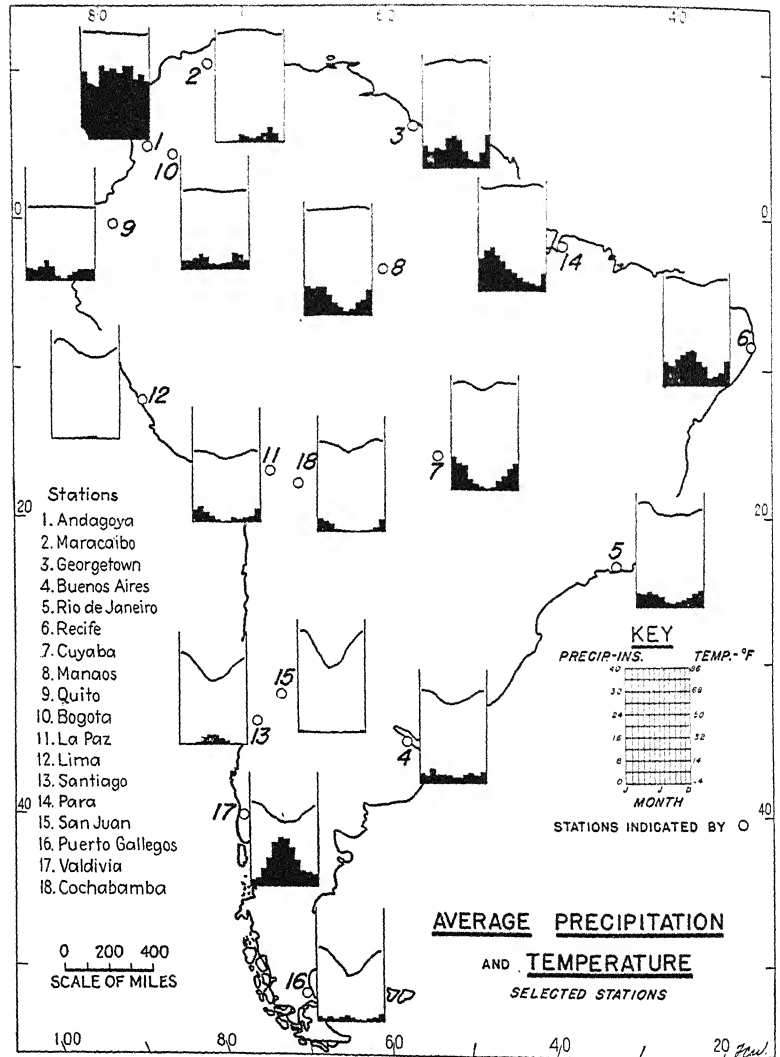 80 60 40
2
1
10
3
0 0
9
14
8
6
10
12
11
18
7
Stations
1. Andagoya
2. Maracaibo
3. Georgetown
4. Buenos Aires
5. Rio de Janeiro
6. Recife
7. Cuyaba
8. Manaos
9. Quito
10. Bogota
11. La Paz
12. Lima
13. Santiago
14. Para
15. San Juan
16. Puerto Gallegos
17. Valdivia
18. Cochabamba
20 20
5
15
13
4
17
16
KEY
PRECIP.-INS. TEMP.-°F
40 86
32 68
24 50
16 32
8 14
0 -4
J J D
MONTH
STATIONS INDICATED BY O
40 40
0 200 400
SCALE OF MILES
AVERAGE PRECIPITATION
AND TEMPERATURE
SELECTED STATIONS
100 80 60 40 20